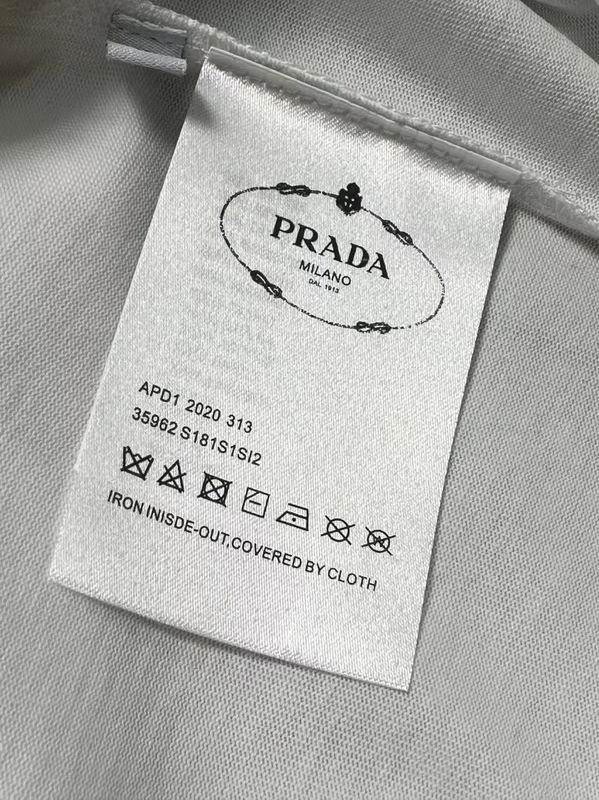 PRADA
MILANO
DAL 1913
APD1 2020 313
35962 S181S1SI2
IRON INISDE-OUT,COVERED BY CLOTH